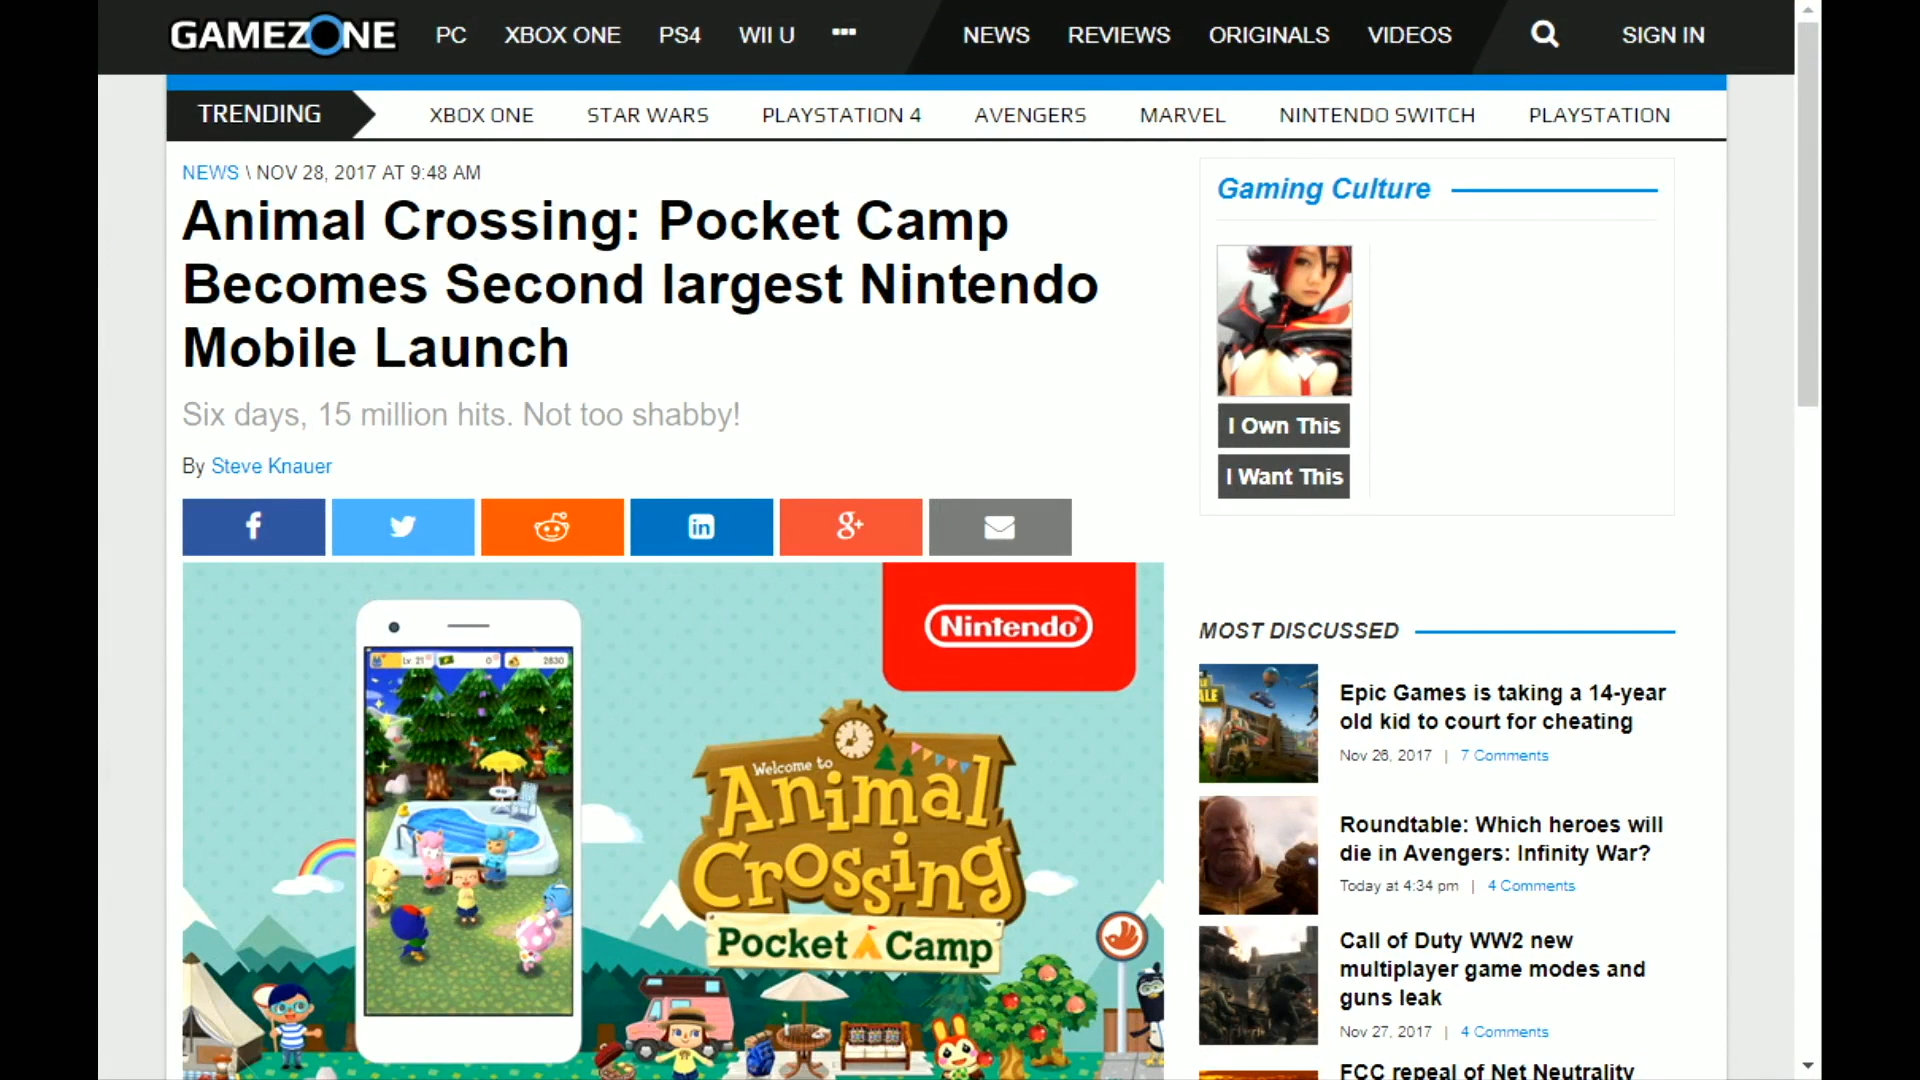 GAMEZONE PC XBOX ONE PS4 WII U ••• NEWS REVIEWS ORIGINALS VIDEOS SIGN IN
TRENDING XBOX ONE STAR WARS PLAYSTATION 4 AVENGERS MARVEL NINTENDO SWITCH PLAYSTATION
NEWS \ NOV 28, 2017 AT 9:48 AM
Animal Crossing: Pocket Camp
Becomes Second largest Nintendo
Mobile Launch
Six days, 15 million hits. Not too shabby!
By Steve Knauer
f
in
g+
Nintendo
Lv 21 0 2830
Welcome to
Animal
Crossing
Pocket Camp
Gaming Culture
I Own This
I Want This
MOST DISCUSSED
ALE
Epic Games is taking a 14-year
old kid to court for cheating
Nov 26, 2017 | 7 Comments
Roundtable: Which heroes will
die in Avengers: Infinity War?
Today at 4:34 pm | 4 Comments
Call of Duty WW2 new
multiplayer game modes and
guns leak
Nov 27, 2017 | 4 Comments
FCC repeal of Net Neutrality